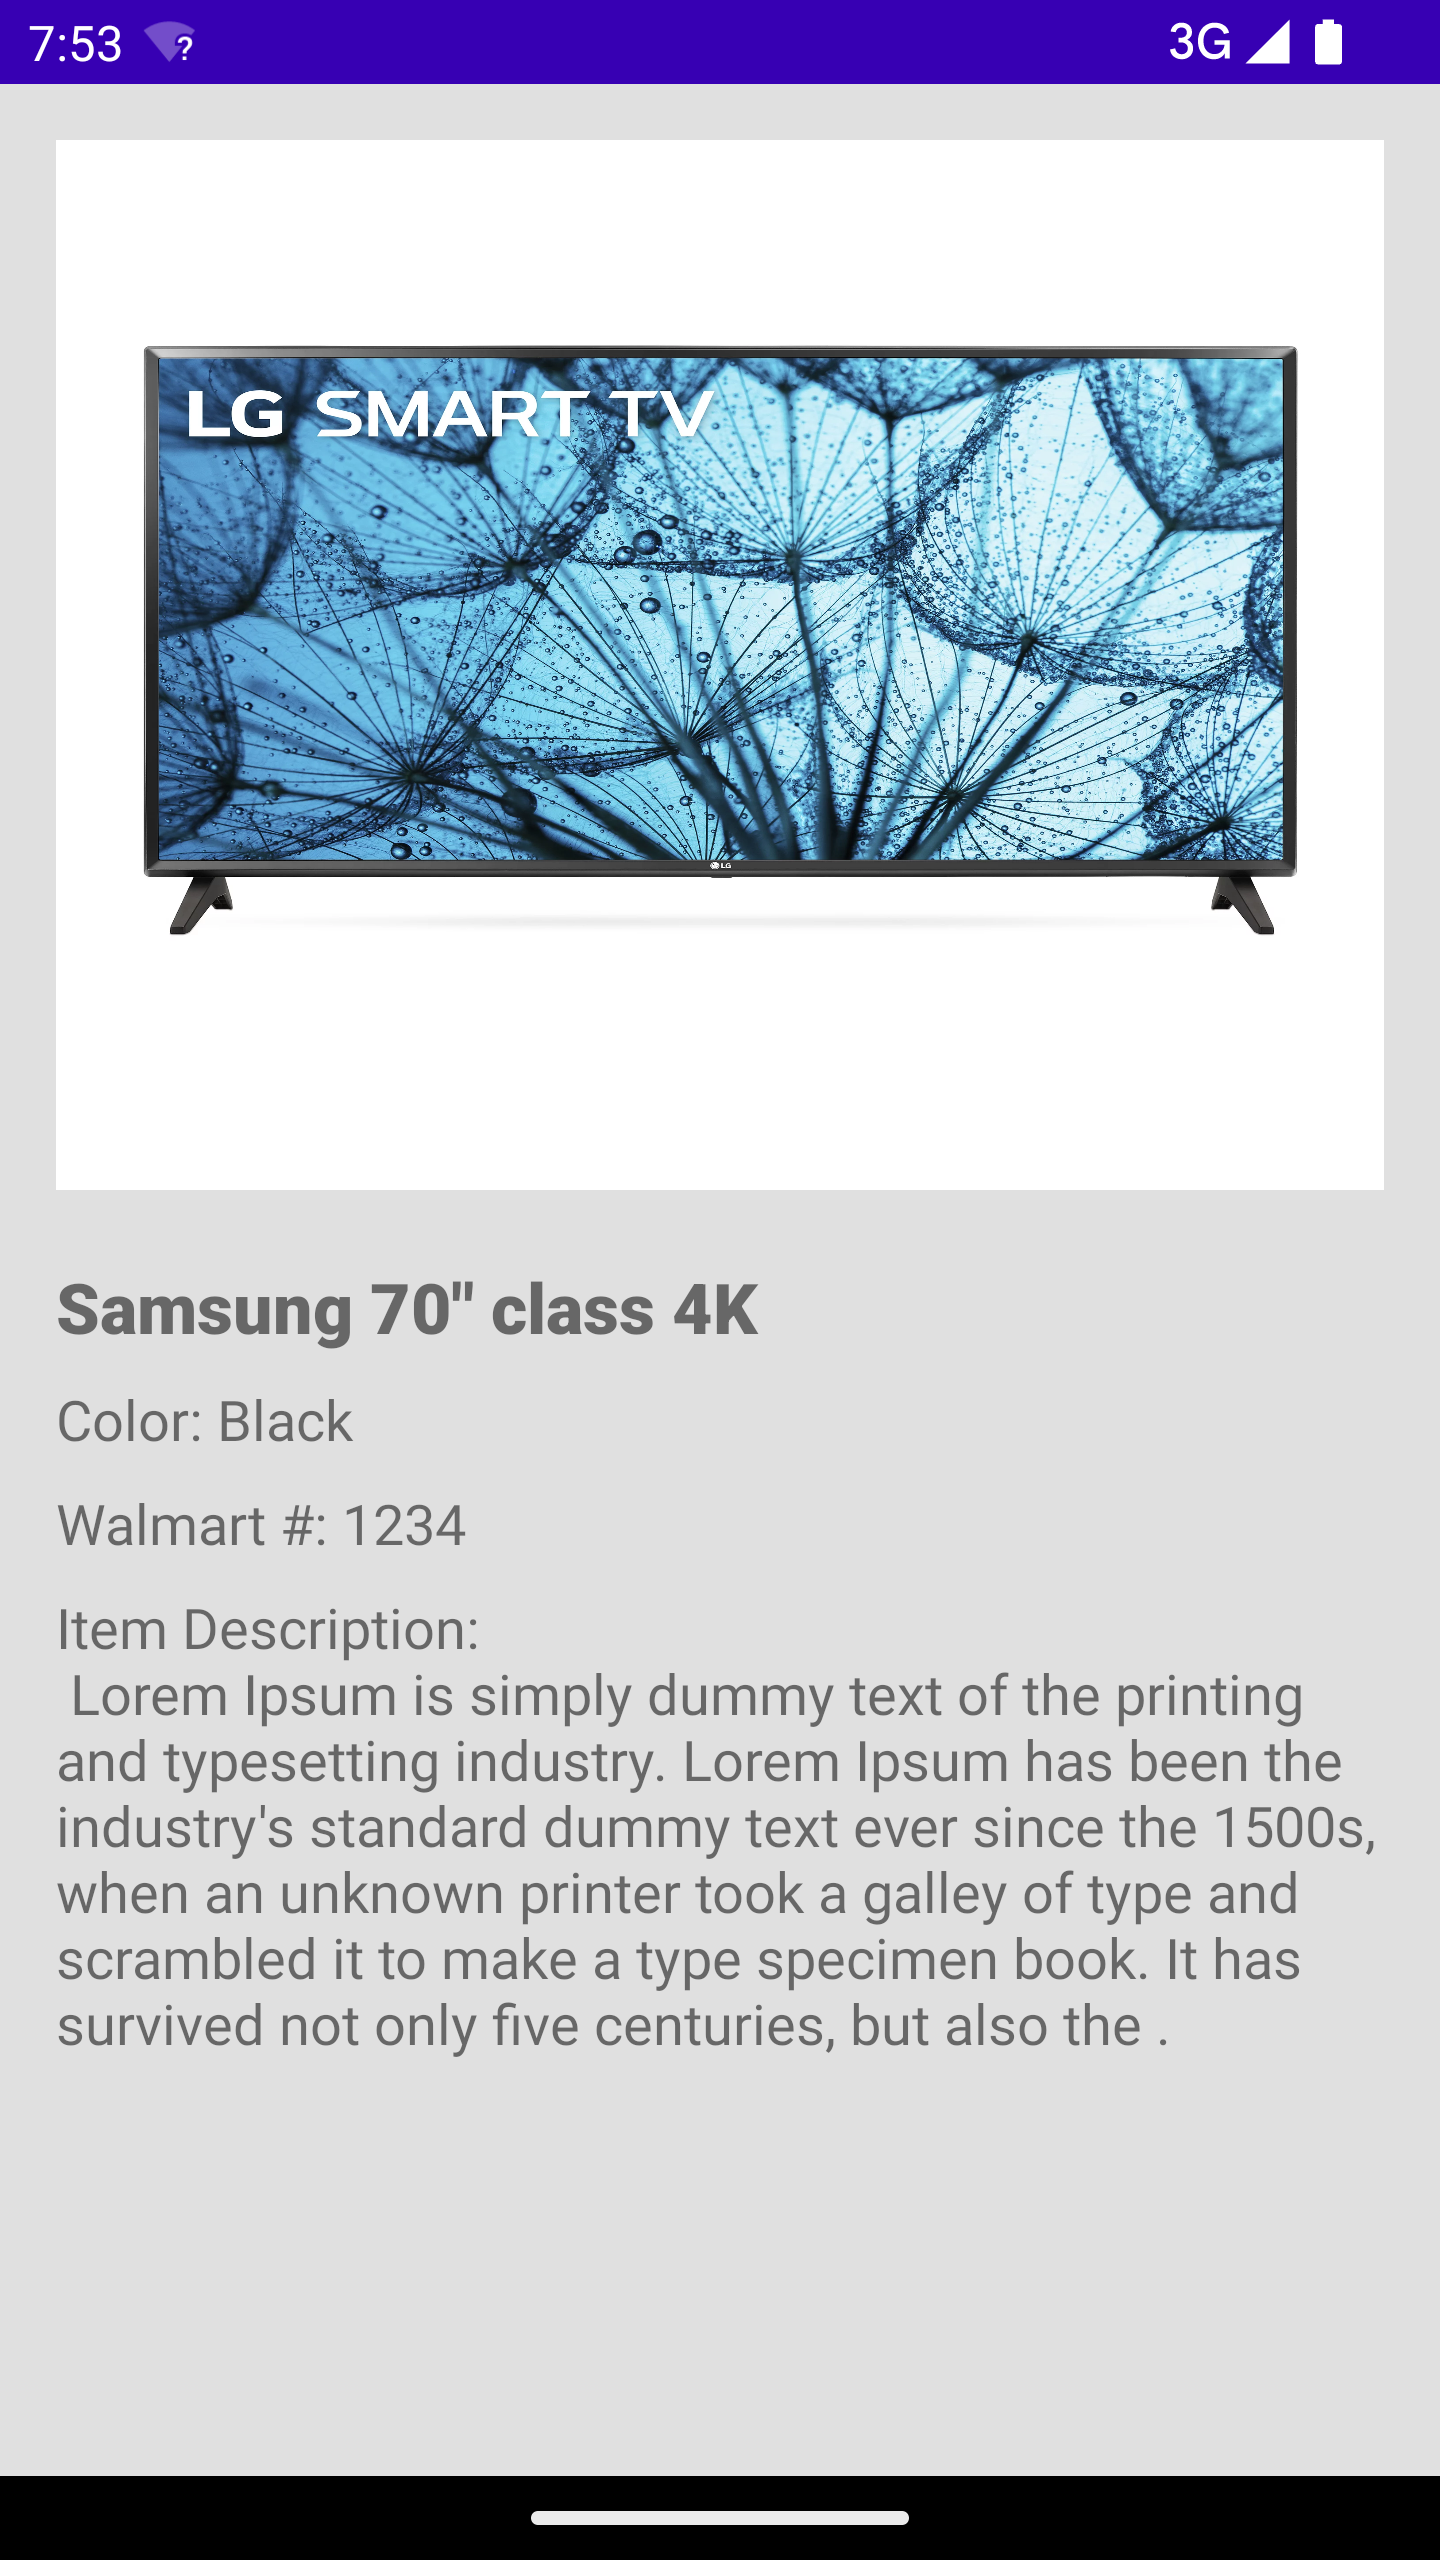 7:53 ? 3G
LG SMART TV
LG
Samsung 70" class 4K
Color: Black
Walmart #: 1234
Item Description:
Lorem Ipsum is simply dummy text of the printing
and typesetting industry. Lorem Ipsum has been the
industry's standard dummy text ever since the 1500s,
when an unknown printer took a galley of type and
scrambled it to make a type specimen book. It has
survived not only five centuries, but also the .